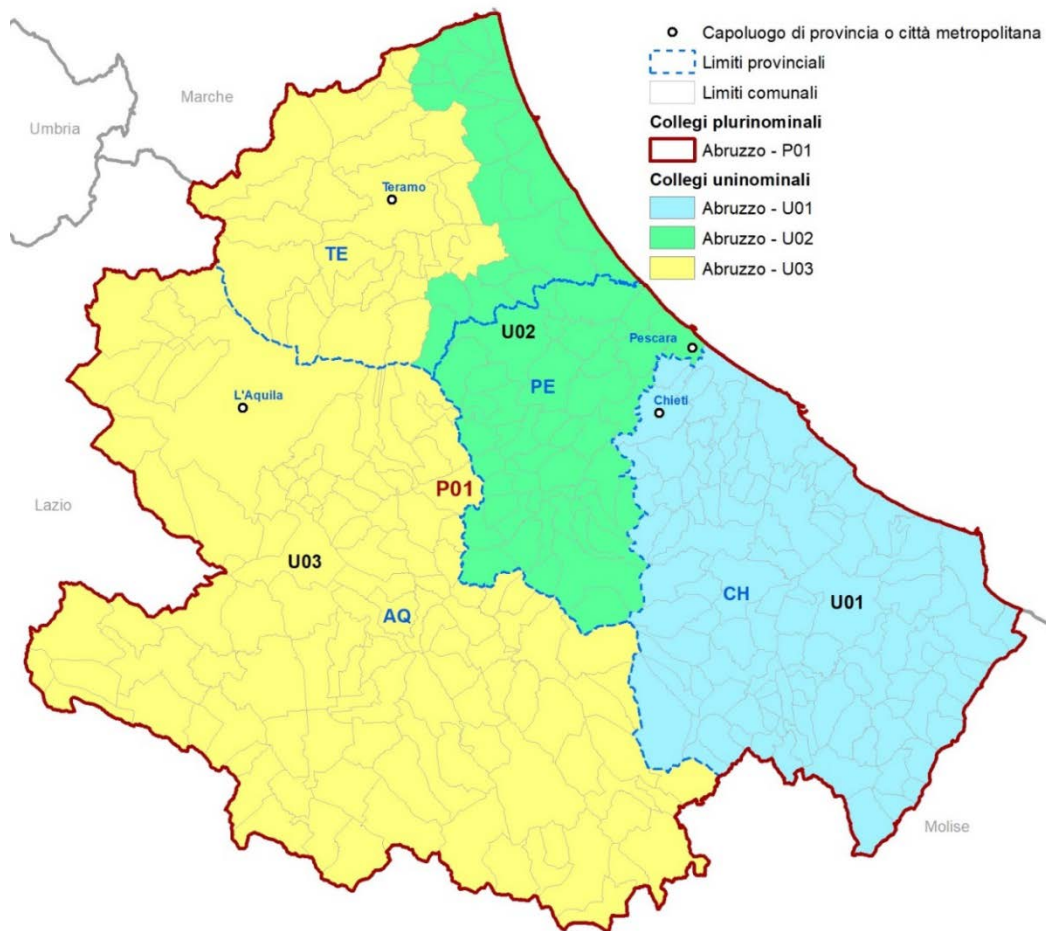 Capoluogo di provincia o città metropolitana
Limiti provinciali
Limiti comunali
Collegi plurinominali
Abruzzo - P01
Collegi uninominali
Abruzzo - U01
Abruzzo - U02
Abruzzo - U03
Marche
Umbria
Teramo
TE
U02
Pescara
PE
L'Aquila
Chieti
P01
Lazio
U03
CH
U01
AQ
Molise